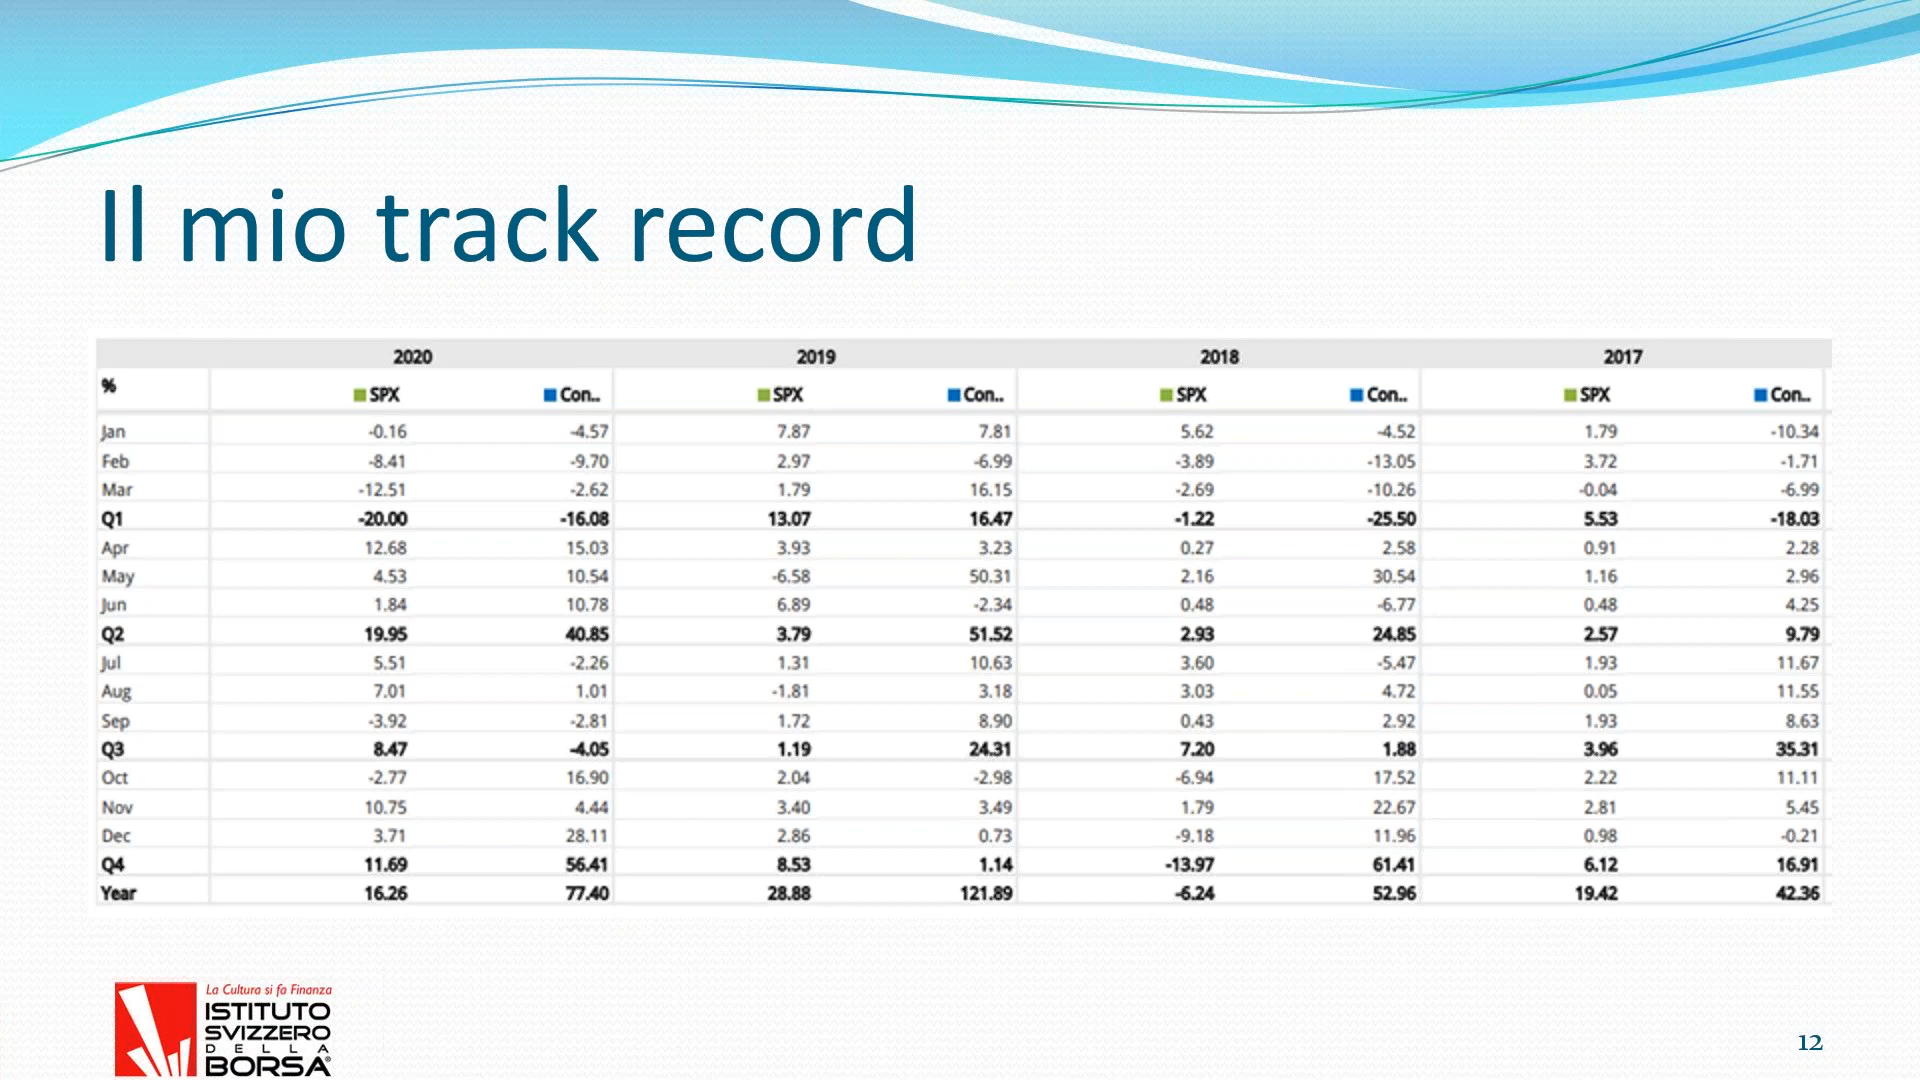 Il mio track record
2020 2019 2018 2017
% SPX Con.. SPX Con.. SPX Con.. SPX Con..
Jan -0.16 -4.57 7.87 7.81 5.62 -4.52 1.79 -10.34
Feb -8.41 -9.70 2.97 -6.99 -3.89 -13.05 3.72 -1.71
Mar -12.51 -2.62 1.79 16.15 -2.69 -10.26 -0.04 -6.99
Q1 -20.00 -16.08 13.07 16.47 -1.22 -25.50 5.53 -18.03
Apr 12.68 15.03 3.93 3.23 0.27 2.58 0.91 2.28
May 4.53 10.54 -6.58 50.31 2.16 30.54 1.16 2.96
Jun 1.84 10.78 6.89 -2.34 0.48 -6.77 0.48 4.25
Q2 19.95 40.85 3.79 51.52 2.93 24.85 2.57 9.79
Jul 5.51 -2.26 1.31 10.63 3.60 -5.47 1.93 11.67
Aug 7.01 1.01 -1.81 3.18 3.03 4.72 0.05 11.55
Sep -3.92 -2.81 1.72 8.90 0.43 2.92 1.93 8.63
Q3 8.47 -4.05 1.19 24.31 7.20 1.88 3.96 35.31
Oct -2.77 16.90 2.04 -2.98 -6.94 17.52 2.22 11.11
Nov 10.75 4.44 3.40 3.49 1.79 22.67 2.81 5.45
Dec 3.71 28.11 2.86 0.73 -9.18 11.96 0.98 -0.21
Q4 11.69 56.41 8.53 1.14 -13.97 61.41 6.12 16.91
Year 16.26 77.40 28.88 121.89 -6.24 52.96 19.42 42.36
La Cultura si fa Finanza
ISTITUTO
SVIZZERO
DELLA
BORSA®
12